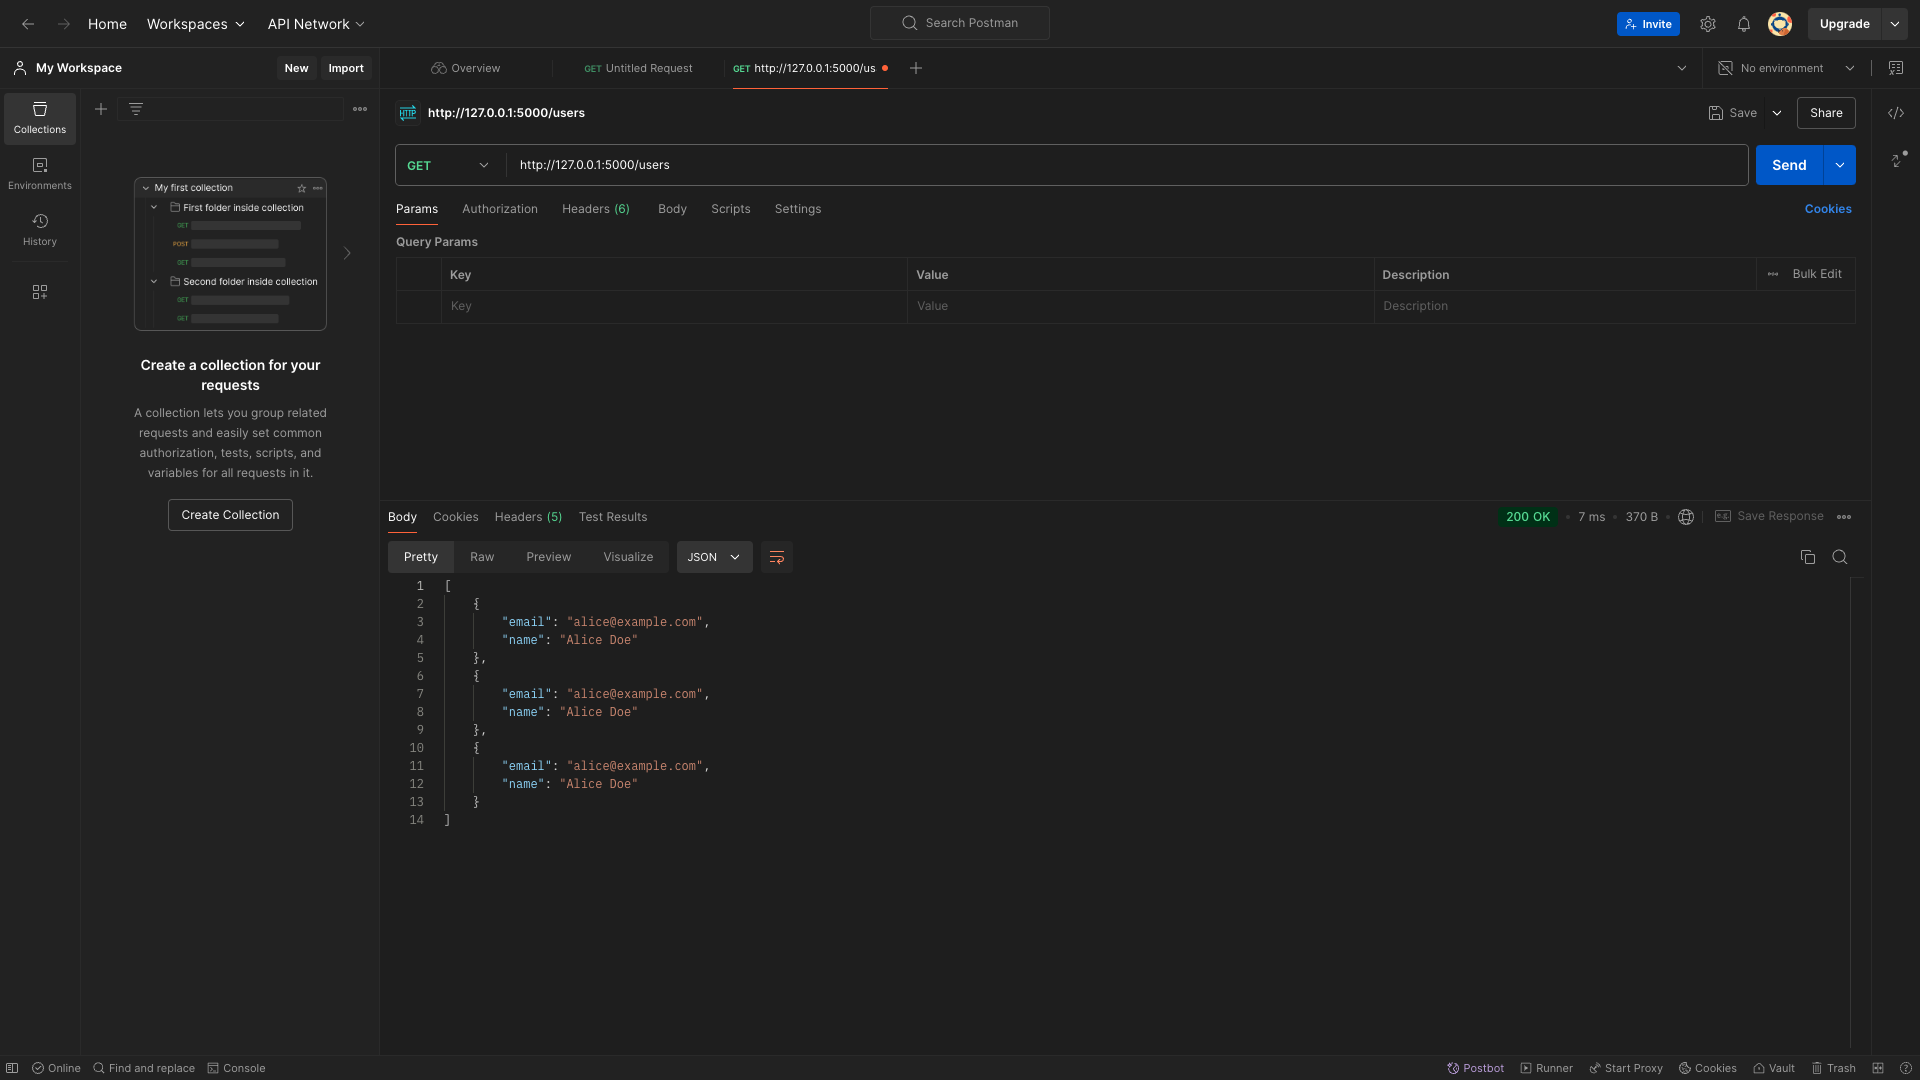 Home Workspaces API Network Search Postman Invite Upgrade
My Workspace New Import Overview GET Untitled Request GET http://127.0.0.1:5000/us No environment
Collections
Environments
History
My first collection
First folder inside collection
GET
POST
GET
Second folder inside collection
GET
GET
Create a collection for your
requests
A collection lets you group related
requests and easily set common
authorization, tests, scripts, and
variables for all requests in it.
Create Collection
HTTP http://127.0.0.1:5000/users Save Share
GET http://127.0.0.1:5000/users Send
Params Authorization Headers (6) Body Scripts Settings Cookies
Query Params
Key Value Description Bulk Edit
Key Value Description
Body Cookies Headers (5) Test Results 200 OK 7 ms 370 B e.g. Save Response
Pretty Raw Preview Visualize JSON
1 [
2 {
3 "email": "alice@example.com",
4 "name": "Alice Doe"
5 },
6 {
7 "email": "alice@example.com",
8 "name": "Alice Doe"
9 },
10 {
11 "email": "alice@example.com",
12 "name": "Alice Doe"
13 }
14 ]
Online Find and replace Console Postbot Runner Start Proxy Cookies Vault Trash